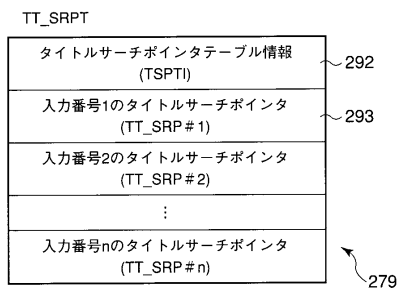 TT_SRPT
タイトルサーチポインタテーブル情報
(TSPTI)
292
入力番号1のタイトルサーチポインタ
(TT_SRP#1)
293
入力番号2のタイトルサーチポインタ
(TT_SRP#2)
⋮
入力番号nのタイトルサーチポインタ
(TT_SRP#n)
279